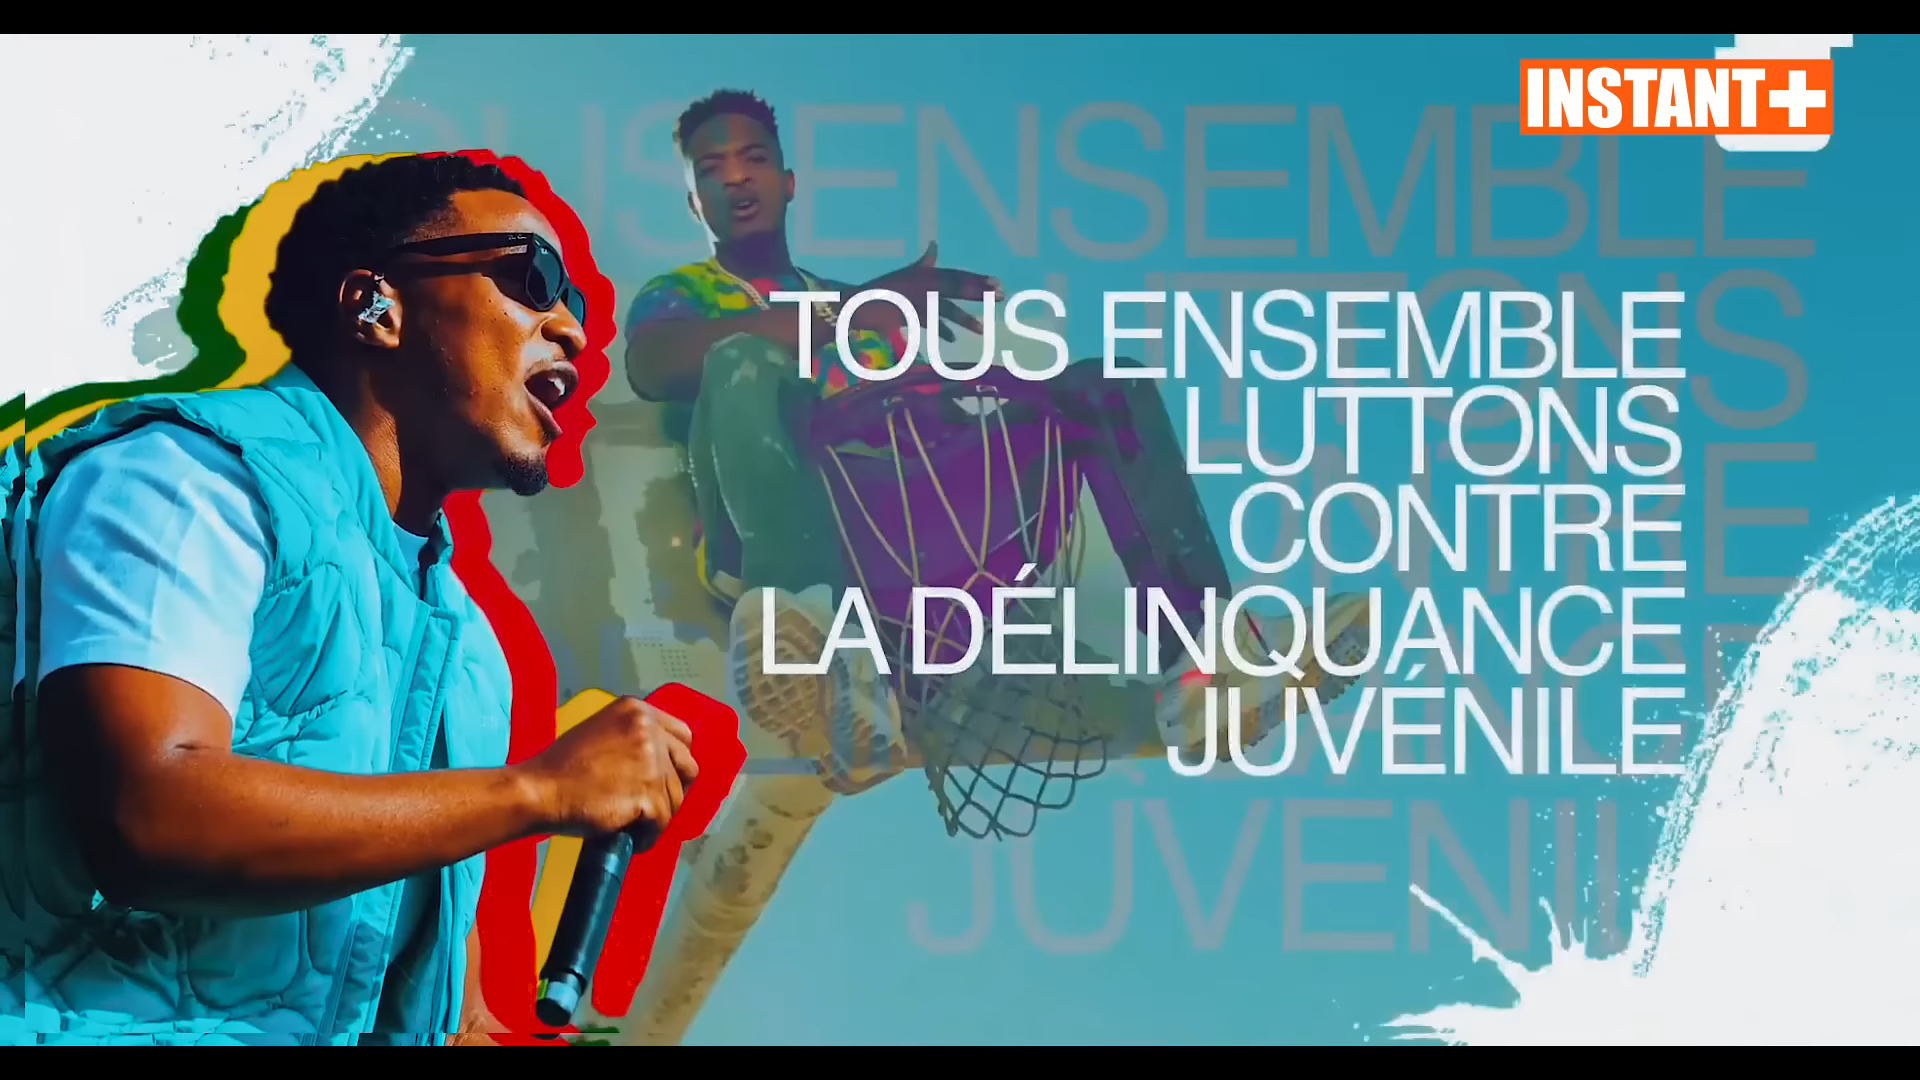 INSTANT+
TOUS ENSEMBLE
LUTTONS
CONTRE
LA DÉLINQUANCE
JUVÉNILE